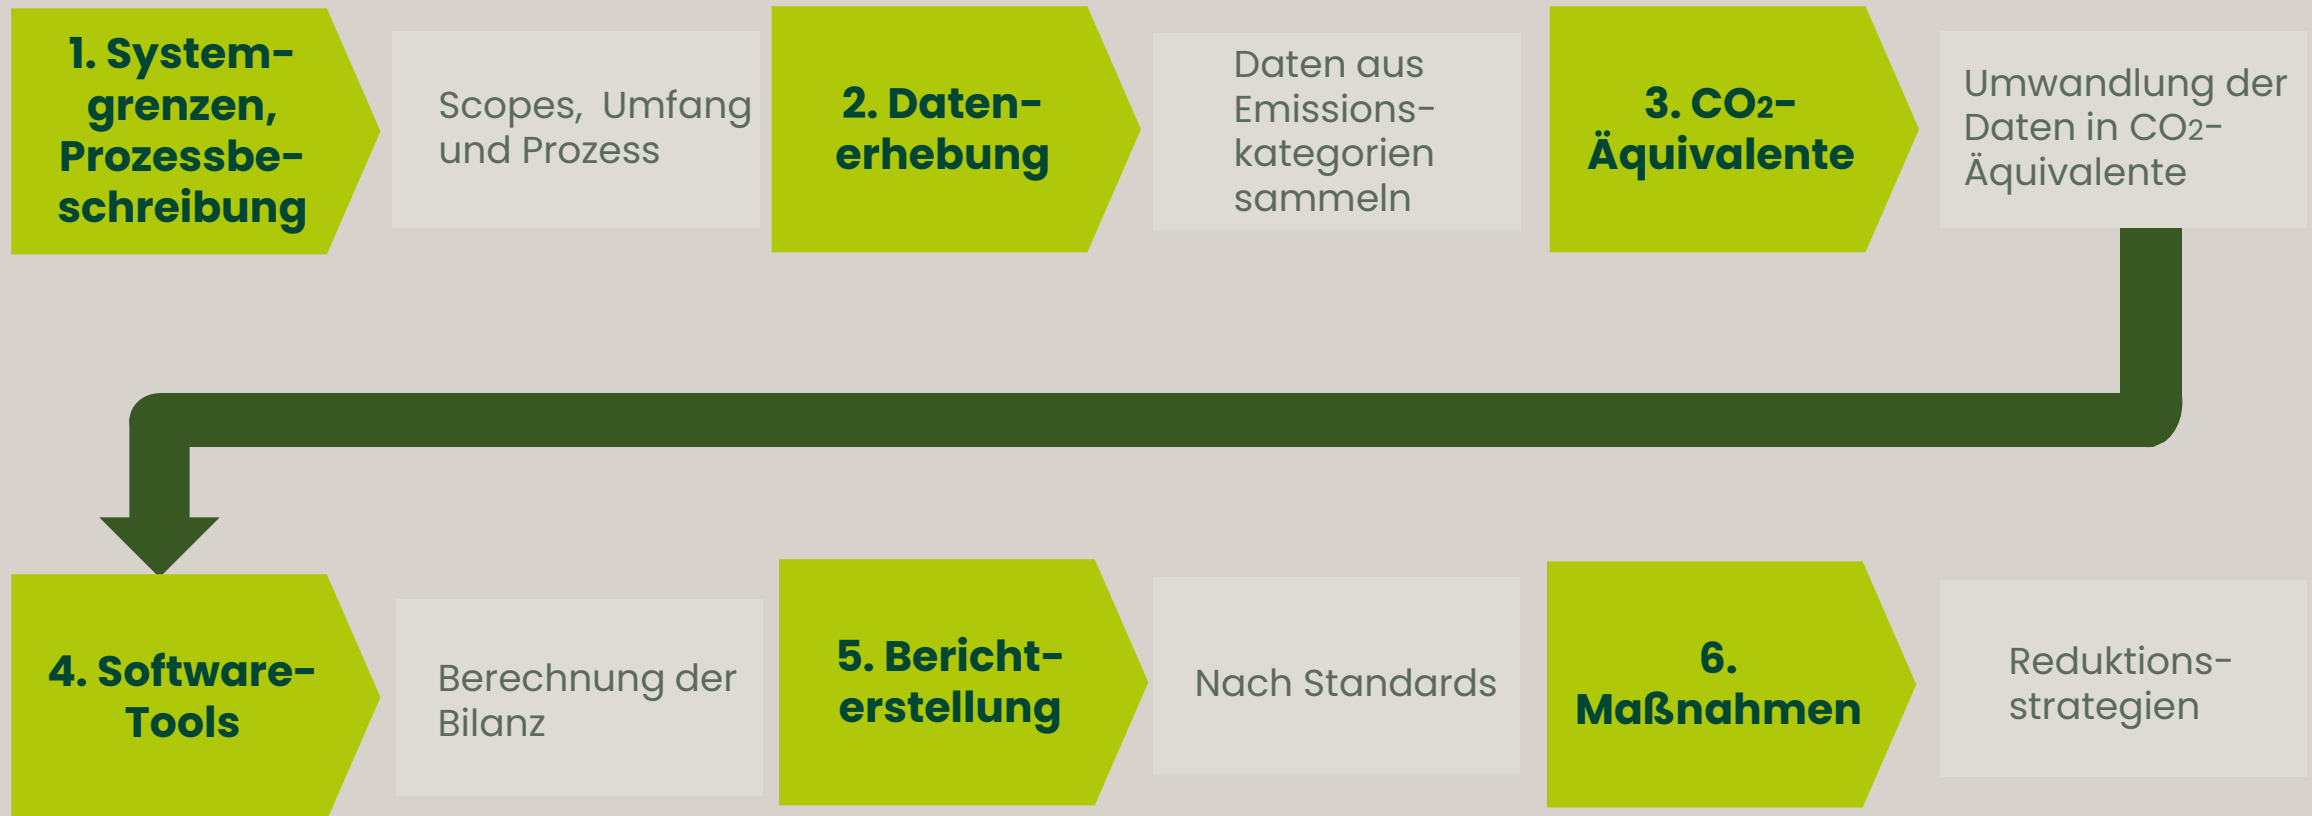 1. System-
grenzen,
Prozessbe-
schreibung
Scopes,  Umfang
und Prozess
2. Daten-
erhebung
Daten aus
Emissions-
kategorien
sammeln
3. CO2-
Äquivalente
Umwandlung der
Daten in CO2-
Äquivalente
4. Software-
Tools
Berechnung der
Bilanz
5. Bericht-
erstellung
Nach Standards
6.
Maßnahmen
Reduktions-
strategien